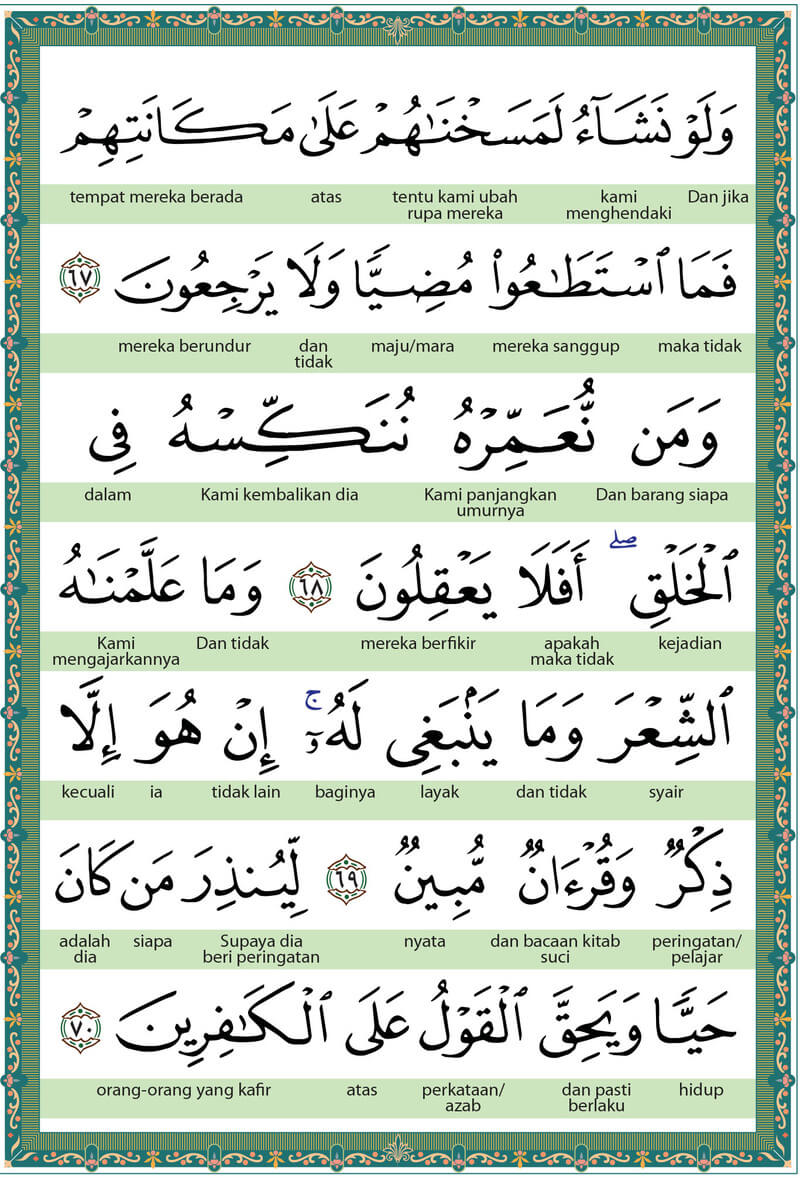 وَلَوْ نَشَآءُ لَمَسَخْنَـٰهُمْ عَلَىٰ مَكَانَتِهِمْ
Dan jika kami menghendaki tentu kami ubah rupa mereka atas tempat mereka berada
فَمَا ٱسْتَطَـٰعُوا۟ مُضِيًّا وَلَا يَرْجِعُونَ ٦٧
maka tidak mereka sanggup maju/mara dan tidak mereka berundur
وَمَن نُّعَمِّرْهُ نُنَكِّسْهُ فِى
Dan barang siapa Kami panjangkan umurnya Kami kembalikan dia dalam
ٱلْخَلْقِ ۖ أَفَلَا يَعْقِلُونَ ٦٨ وَمَا عَلَّمْنَـٰهُ
kejadian apakah maka tidak mereka berfikir Dan tidak Kami mengajarkannya
ٱلشِّعْرَ وَمَا يَنۢبَغِى لَهُۥٓ ۚ إِنْ هُوَ إِلَّا
syair dan tidak layak baginya tidak lain ia kecuali
ذِكْرٌ وَقُرْءَانٌ مُّبِينٌ ٦٩ لِّيُنذِرَ مَن كَانَ
peringatan/pelajar dan bacaan kitab suci nyata Supaya dia beri peringatan siapa adalah dia
حَيًّا وَيَحِقَّ ٱلْقَوْلُ عَلَى ٱلْكَـٰفِرِينَ ٧٠
hidup dan pasti berlaku perkataan/azab atas orang-orang yang kafir